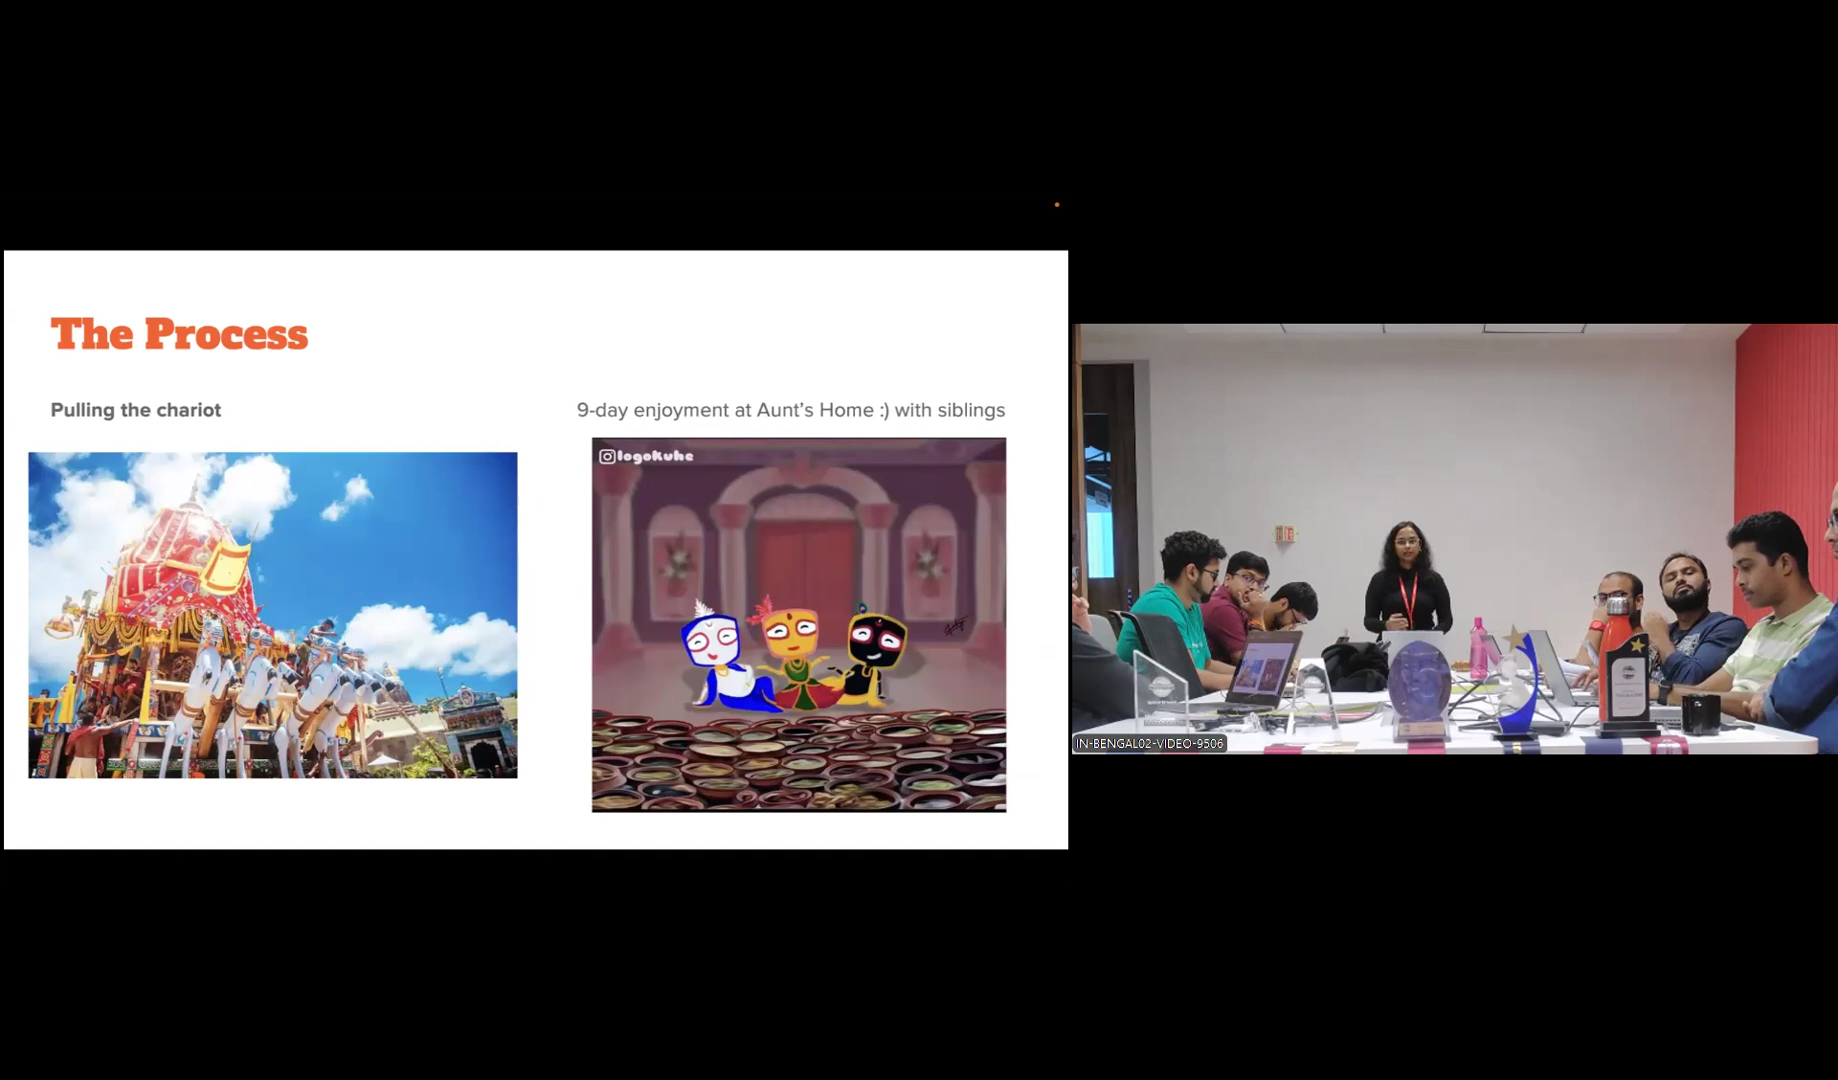 The Process
Pulling the chariot
9-day enjoyment at Aunt's Home :) with siblings
logokuhe
IN-BENGAL02-VIDEO-9506